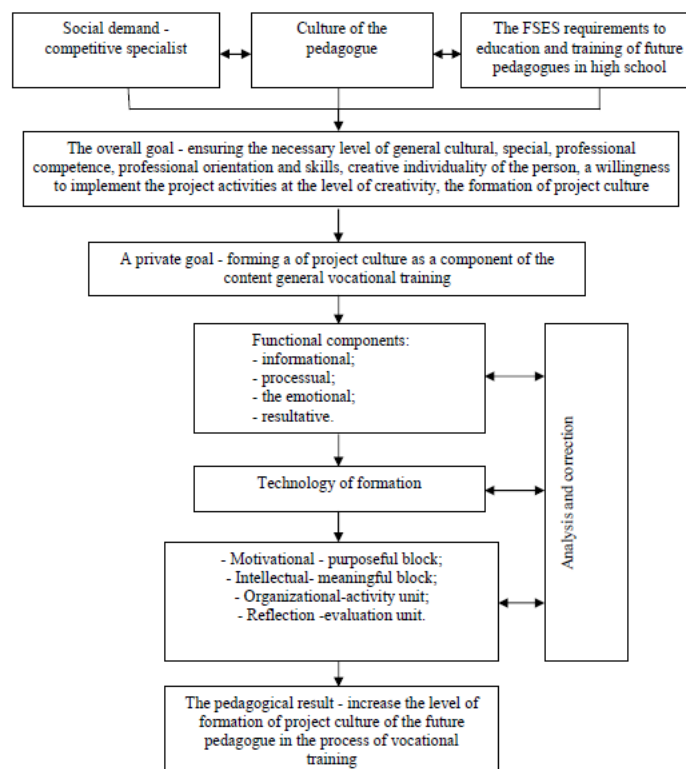 Social demand -
competitive specialist
Culture of the
pedagogue
The FSES requirements to
education and training of future
pedagogues in high school
The overall goal - ensuring the necessary level of general cultural, special, professional
competence, professional orientation and skills, creative individuality of the person, a willingness
to implement the project activities at the level of creativity, the formation of project culture
A private goal - forming a of project culture as a component of the
content general vocational training
Functional components:
- informational;
- processual;
- the emotional;
- resultative.
Technology of formation
- Motivational - purposeful block;
- Intellectual- meaningful block;
- Organizational-activity unit;
- Reflection -evaluation unit.
Analysis and correction
The pedagogical result - increase the level of
formation of project culture of the future
pedagogue in the process of vocational
training